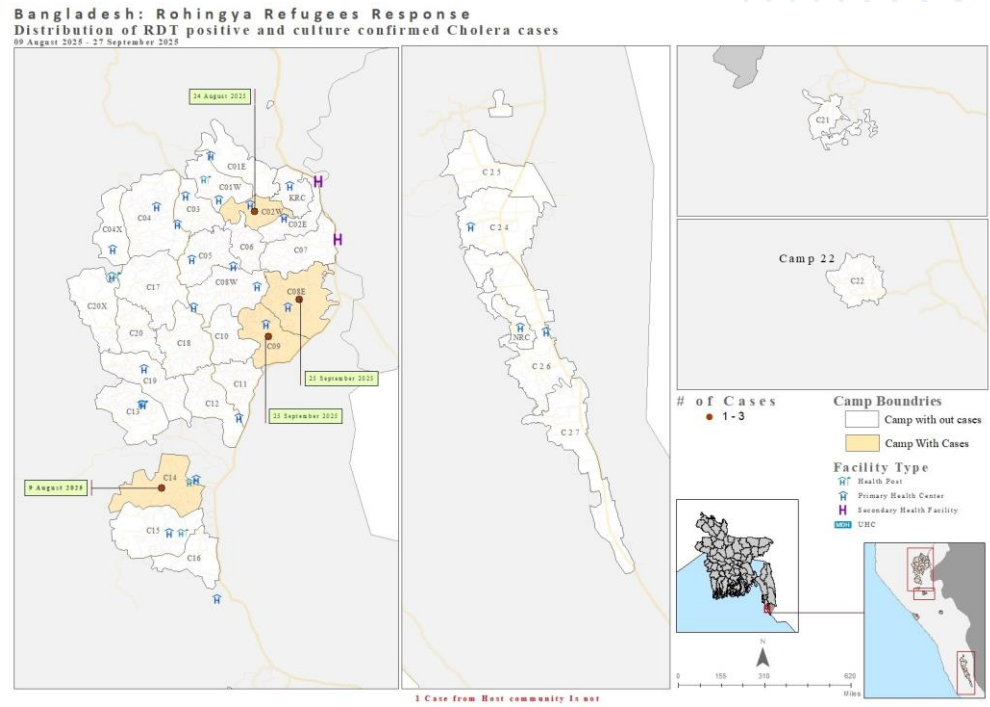 Bangladesh: Rohingya Refugees Response
Distribution of RDT positive and culture confirmed Cholera cases
09 August 2025 - 27 September 2025
24 August 2025
C01E
C01W
KRC
C04
C03
C02W
C02E
C04X
C05
C06
C07
C17
C08W
C08E
C20X
C20
C18
C10
C09
C19
C11
25 September 2025
C13
C12
25 September 2025
C14
9 August 2025
C15
C16
C25
C24
NRC
C26
C27
C21
Camp 22
C22
# of Cases
1 - 3
Camp Boundries
Camp with out cases
Camp With Cases
Facility Type
Health Post
Primary Health Center
Secondary Health Facility
MOH UHC
N
0 155 310 620
Miles
1 Case from Host community Is not